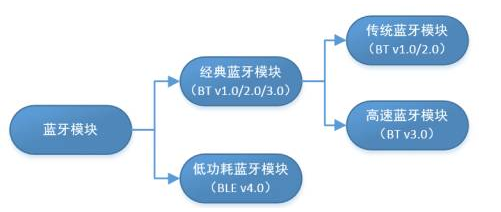 蓝牙模块
经典蓝牙模块
（BT v1.0/2.0/3.0）
低功耗蓝牙模块
（BLE v4.0）
传统蓝牙模块
（BT v1.0/2.0）
高速蓝牙模块
（BT v3.0）